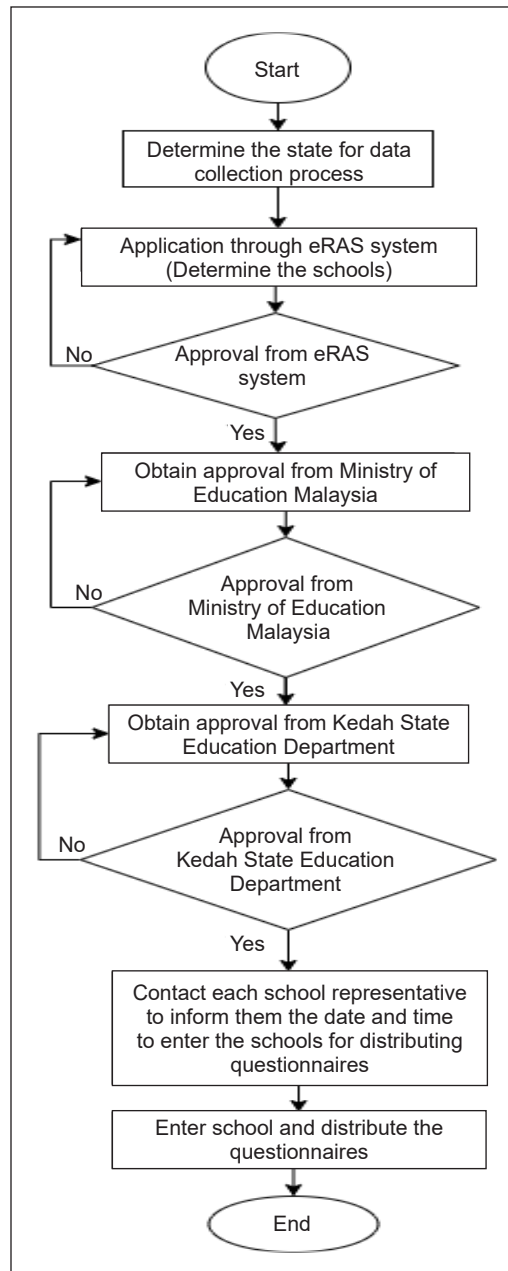 Start
Determine the state for data
collection process
Application through eRAS system
(Determine the schools)
Approval from eRAS
system
No
Yes
Obtain approval from Ministry of
Education Malaysia
Approval from
Ministry of Education
Malaysia
No
Yes
Obtain approval from Kedah State
Education Department
Approval from
Kedah State Education
Department
No
Yes
Contact each school representative
to inform them the date and time
to enter the schools for distributing
questionnaires
Enter school and distribute the
questionnaires
End